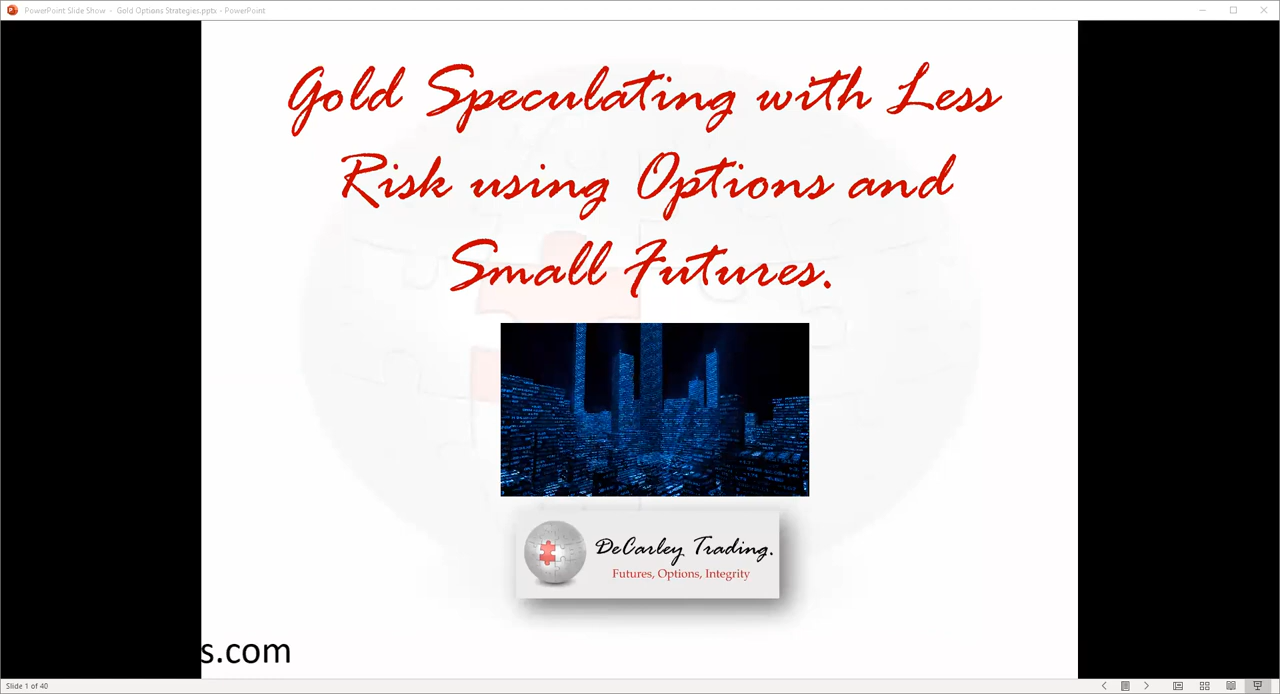 PowerPoint Slide Show - Gold Options Strategies.pptx - PowerPoint
Gold Speculating with Less
Risk using Options and
Small Futures.
DeCarley Trading.
Futures, Options, Integrity
s.com
Slide 1 of 40